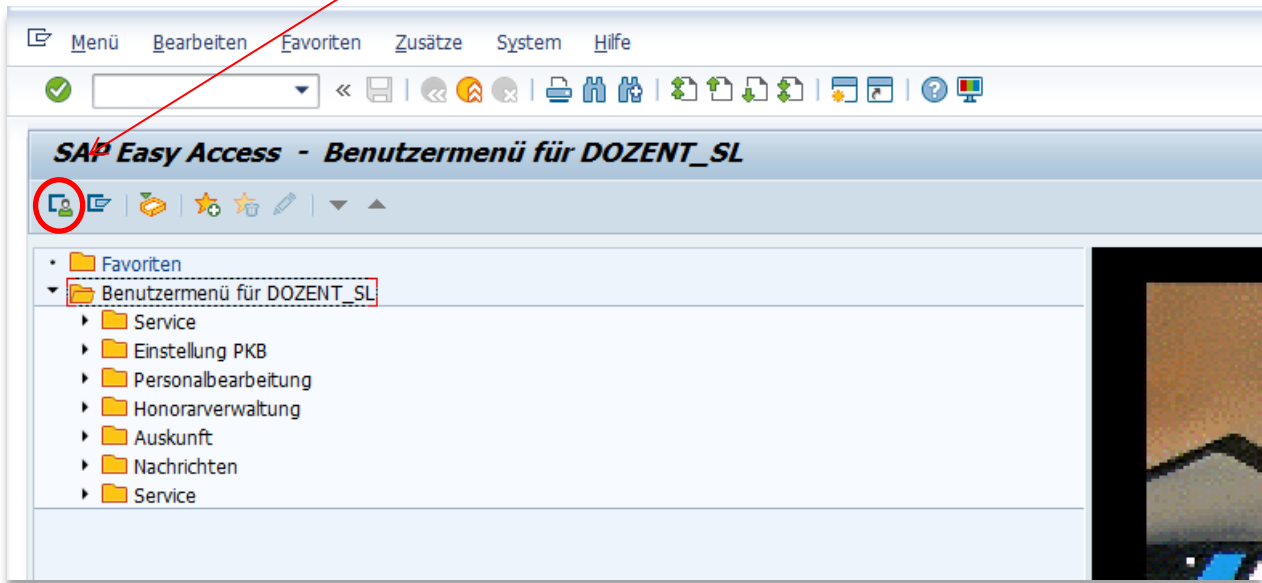 Menü Bearbeiten Favoriten Zusätze System Hilfe
SAP Easy Access - Benutzermenü für DOZENT_SL
Favoriten
Benutzermenü für DOZENT_SL
Service
Einstellung PKB
Personalbearbeitung
Honorarverwaltung
Auskunft
Nachrichten
Service